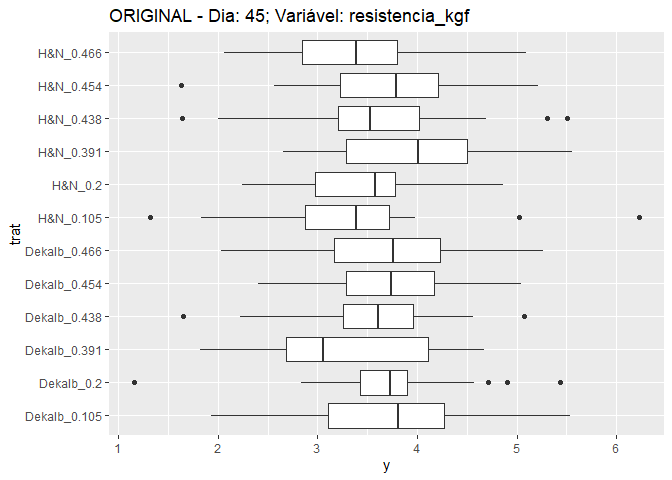 ORIGINAL - Dia: 45; Variável: resistencia_kgf
H&N_0.466
H&N_0.454
H&N_0.438
H&N_0.391
H&N_0.2
H&N_0.105
Dekalb_0.466
Dekalb_0.454
Dekalb_0.438
Dekalb_0.391
Dekalb_0.2
Dekalb_0.105
trat
1 2 3 4 5 6
y